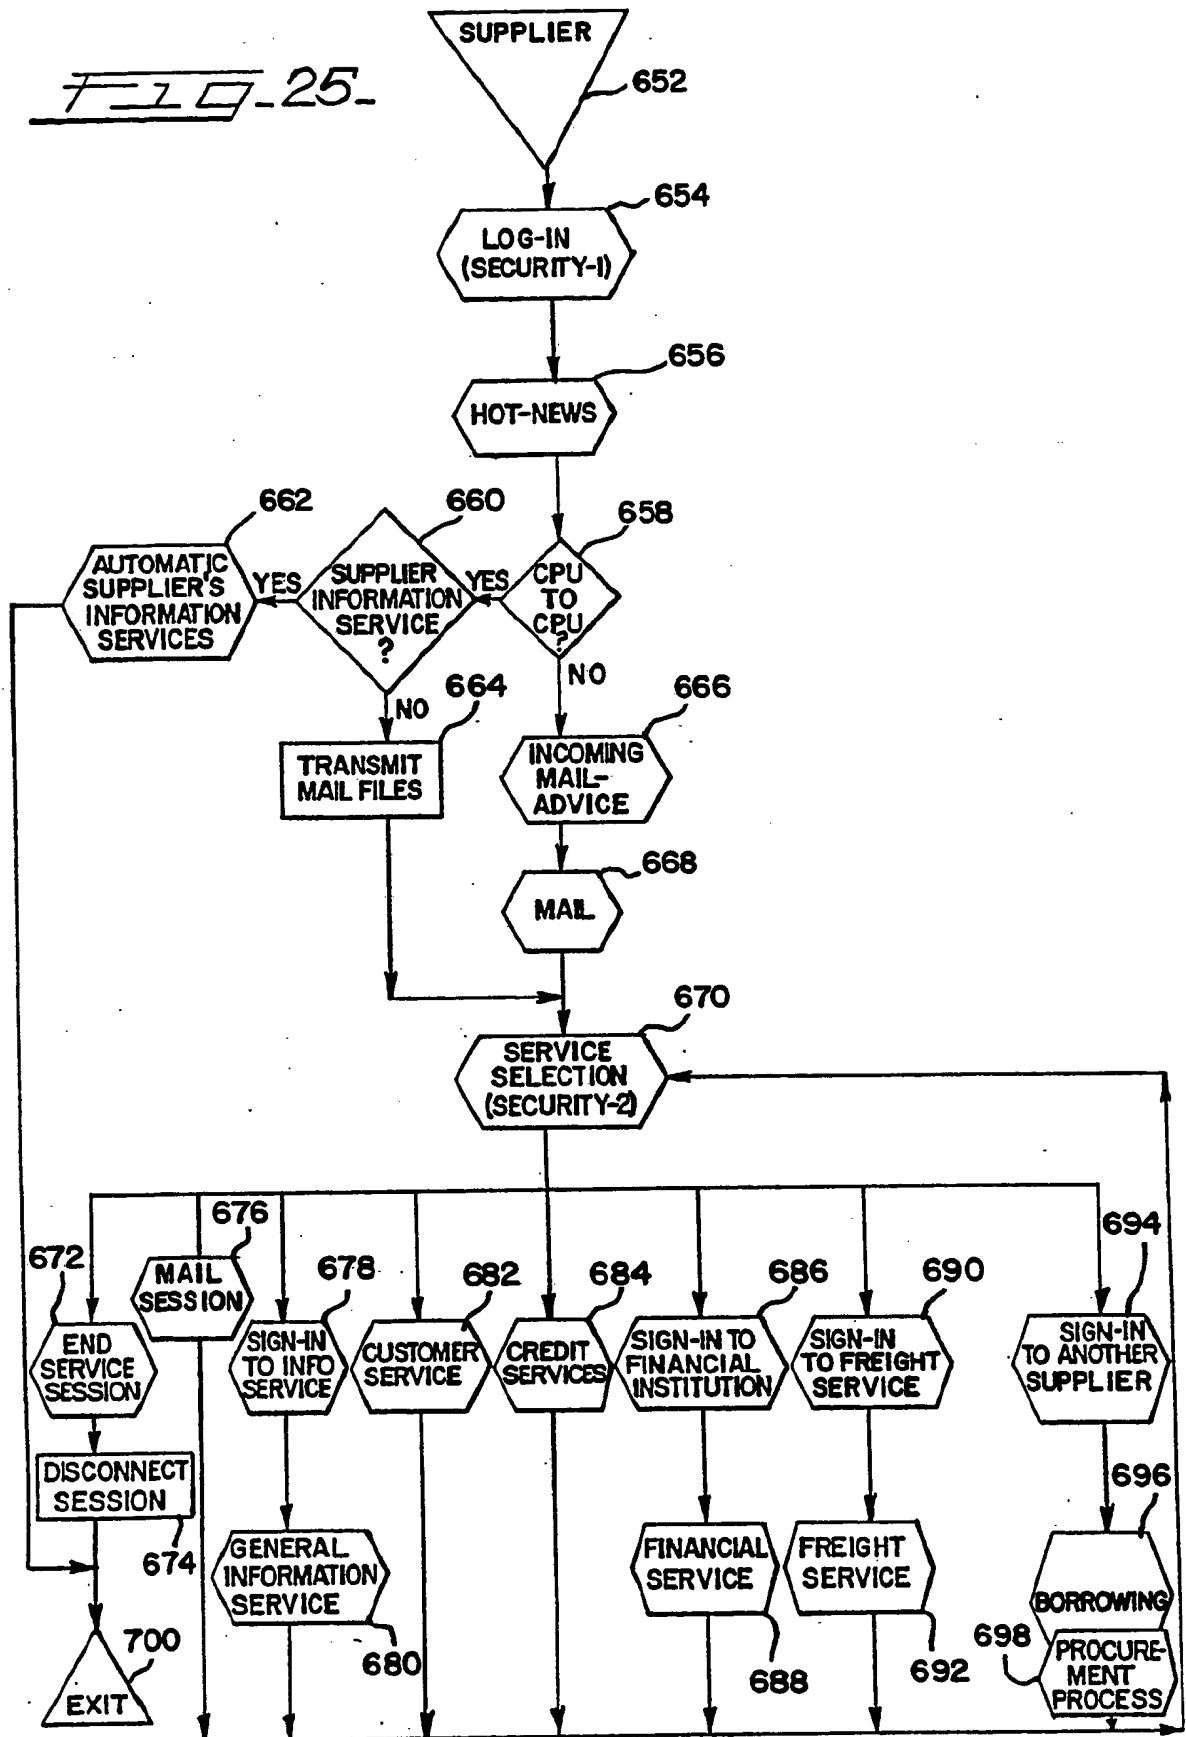 SUPPLIER
FIG-25-
652
654
LOG-IN
(SECURITY-1)
656
HOT-NEWS
662
660
658
AUTOMATIC
SUPPLIER'S
INFORMATION
SERVICES
YES
SUPPLIER
INFORMATION
SERVICE
?
YES
CPU
TO
CPU
?
NO
664
NO
666
TRANSMIT
MAIL FILES
INCOMING
MAIL-
ADVICE
668
MAIL
670
SERVICE
SELECTION
(SECURITY-2)
676
694
672
MAIL
SESSION
678
682
684
686
690
END
SERVICE
SESSION
SIGN-IN
TO INFO
SERVICE
CUSTOMER
SERVICE
CREDIT
SERVICES
SIGN-IN TO
FINANCIAL
INSTITUTION
SIGN-IN
TO FREIGHT
SERVICE
SIGN-IN
TO ANOTHER
SUPPLIER
DISCONNECT
SESSION
674
696
GENERAL
INFORMATION
SERVICE
680
FINANCIAL
SERVICE
688
FREIGHT
SERVICE
692
BORROWING
698
PROCURE-
MENT
PROCESS
700
EXIT